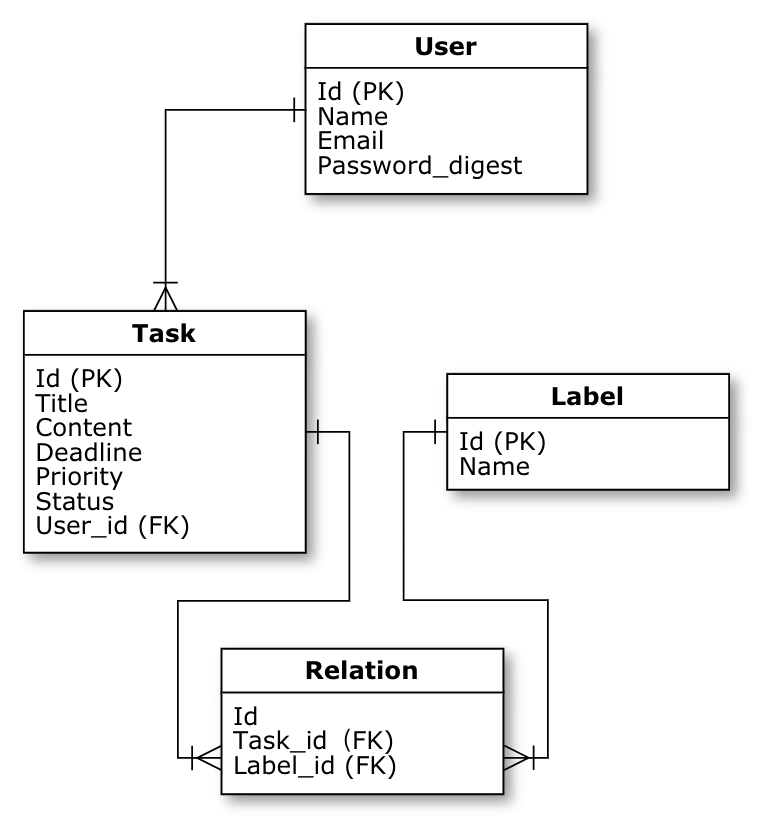 User
Id (PK)
Name
Email
Password_digest
Task
Id (PK)
Title
Content
Deadline
Priority
Status
User_id (FK)
Label
Id (PK)
Name
Relation
Id
Task_id （FK)
Label_id (FK)